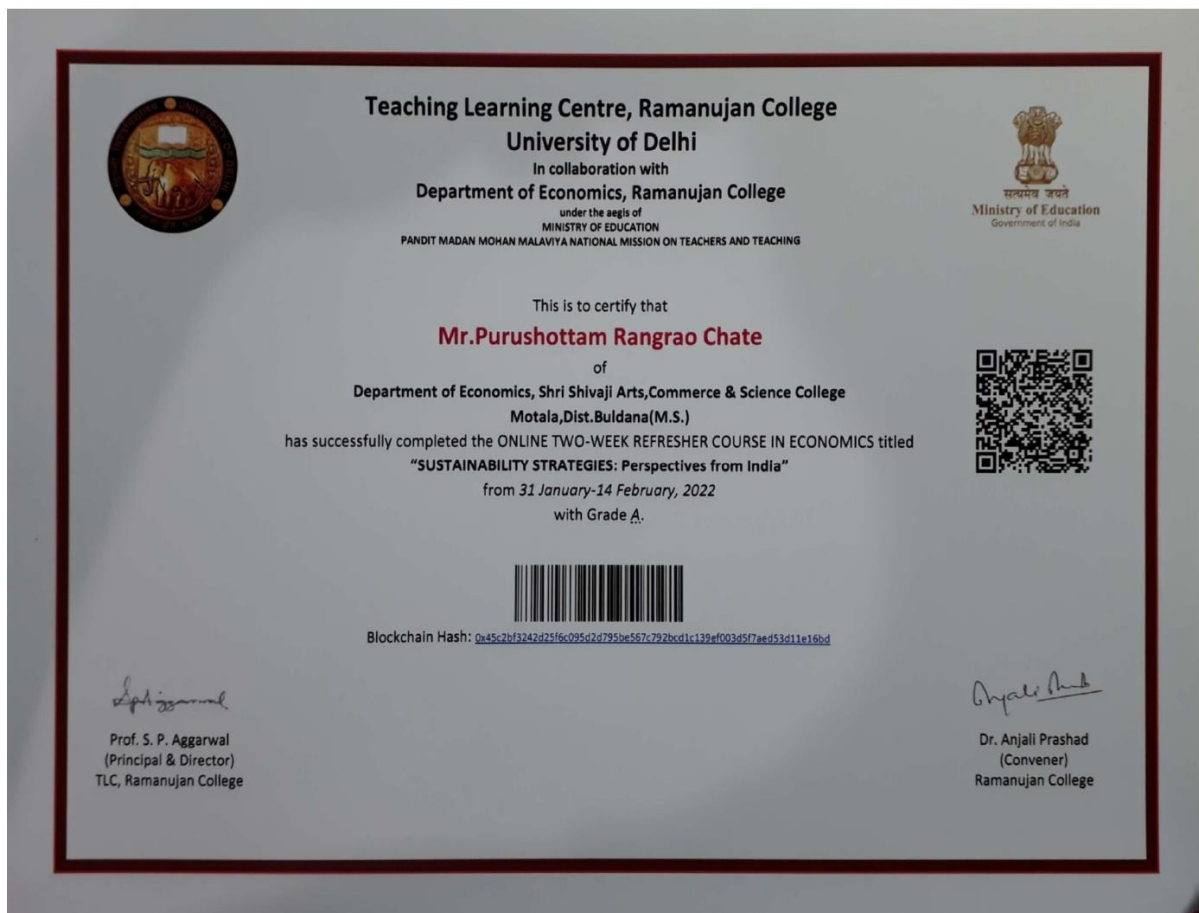 Teaching Learning Centre, Ramanujan College
University of Delhi
In collaboration with
Department of Economics, Ramanujan College
under the aegis of
MINISTRY OF EDUCATION
PANDIT MADAN MOHAN MALAVIYA NATIONAL MISSION ON TEACHERS AND TEACHING
सत्यमेव जयते
Ministry of Education
Government of India
This is to certify that
Mr.Purushottam Rangrao Chate
of
Department of Economics, Shri Shivaji Arts,Commerce & Science College
Motala,Dist.Buldana(M.S.)
has successfully completed the ONLINE TWO-WEEK REFRESHER COURSE IN ECONOMICS titled
“SUSTAINABILITY STRATEGIES: Perspectives from India”
from 31 January-14 February, 2022
with Grade A.
Blockchain Hash: 0x45c2bf3242d25f6c095d2d795be567c792bcd1c139ef003d5f7aed53d11e16bd
SpAggarwal
Prof. S. P. Aggarwal
(Principal & Director)
TLC, Ramanujan College
Anjali
Dr. Anjali Prashad
(Convener)
Ramanujan College